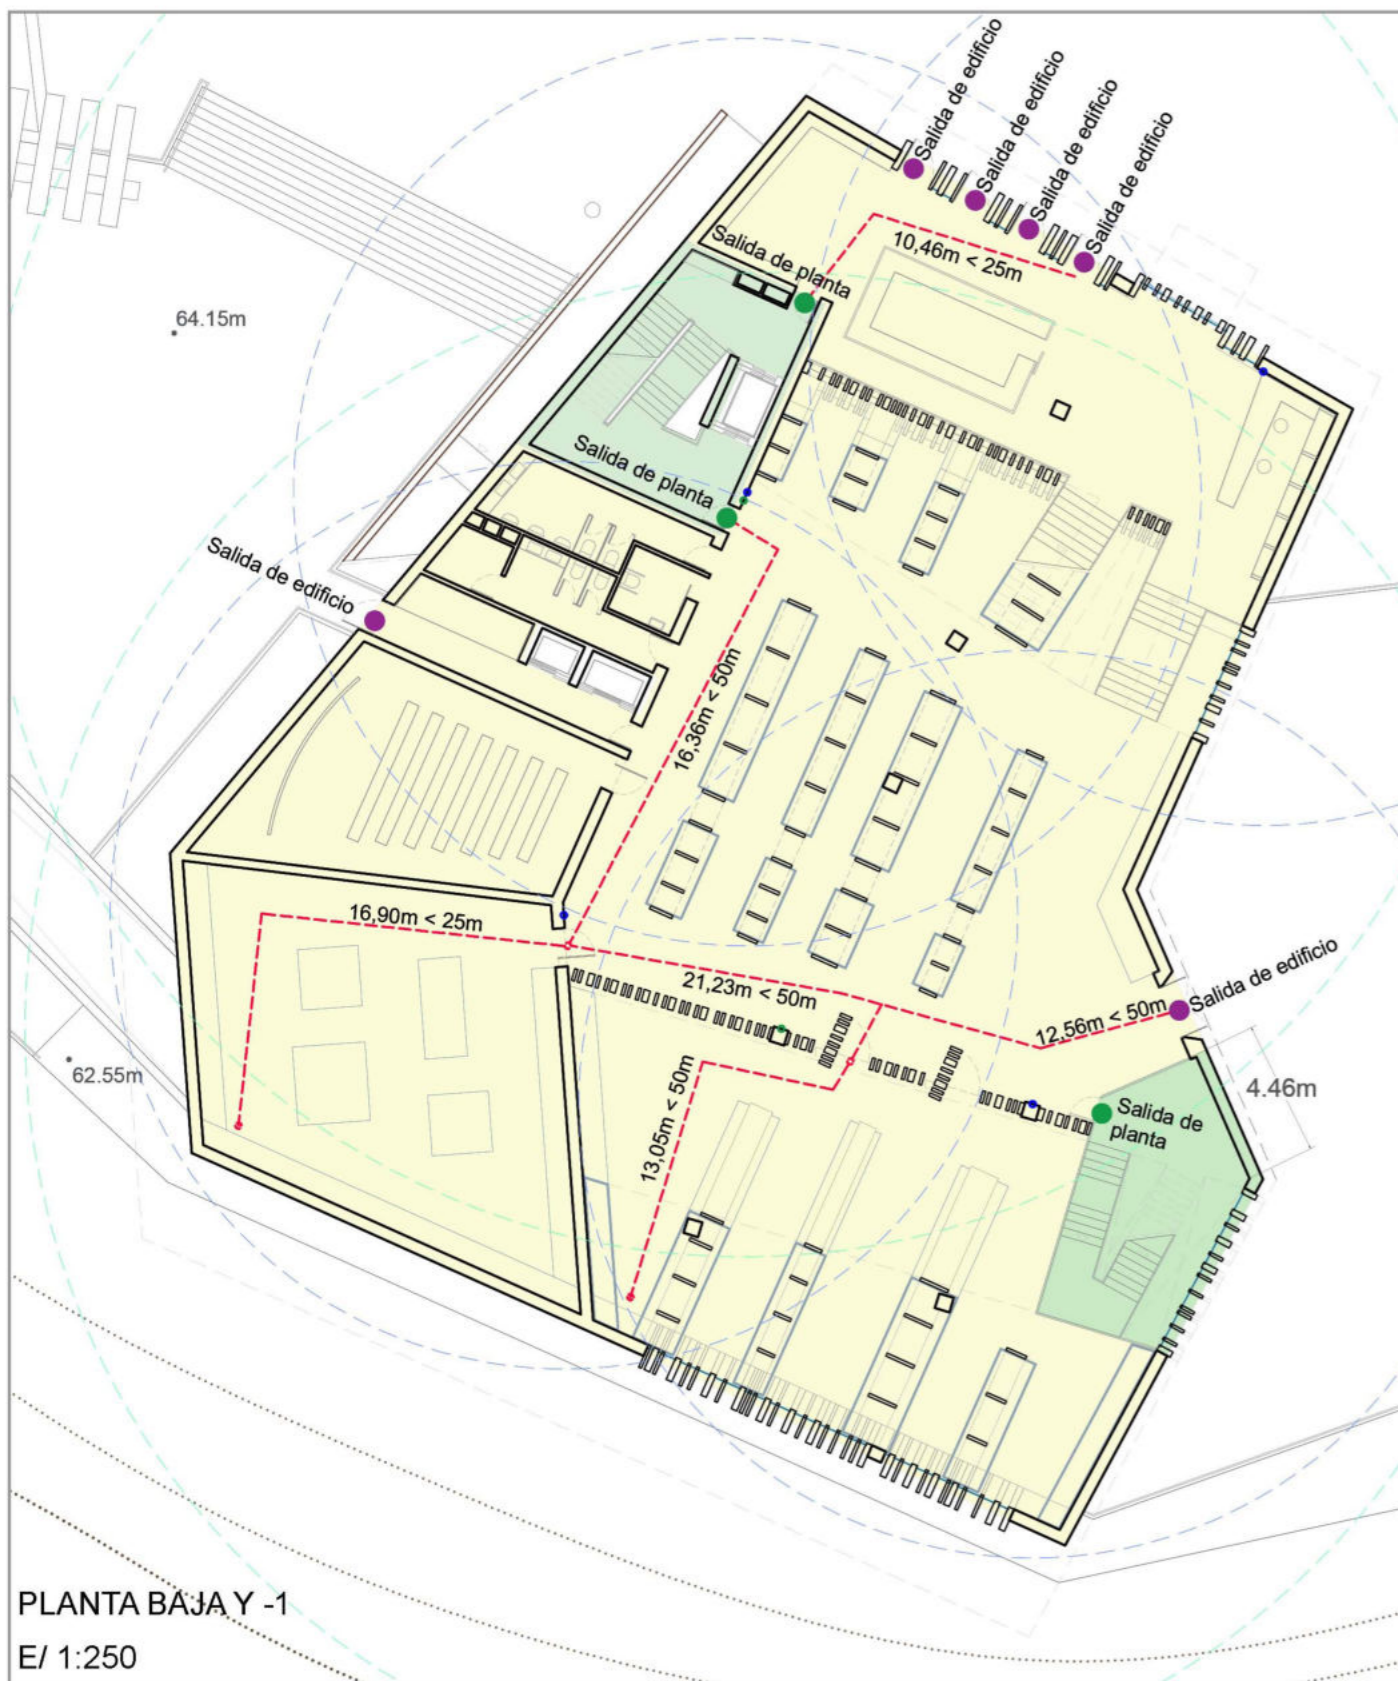 Salida de edificio
Salida de edificio
Salida de edificio
Salida de edificio
Salida de planta
10,46m < 25m
64.15m
Salida de planta
Salida de edificio
16,36m < 50m
16,90m < 25m
21,23m < 50m
Salida de edificio
12,56m < 50m
62.55m
13,05m < 50m
4.46m
Salida de
planta
PLANTA BAJA Y -1
E/ 1:250